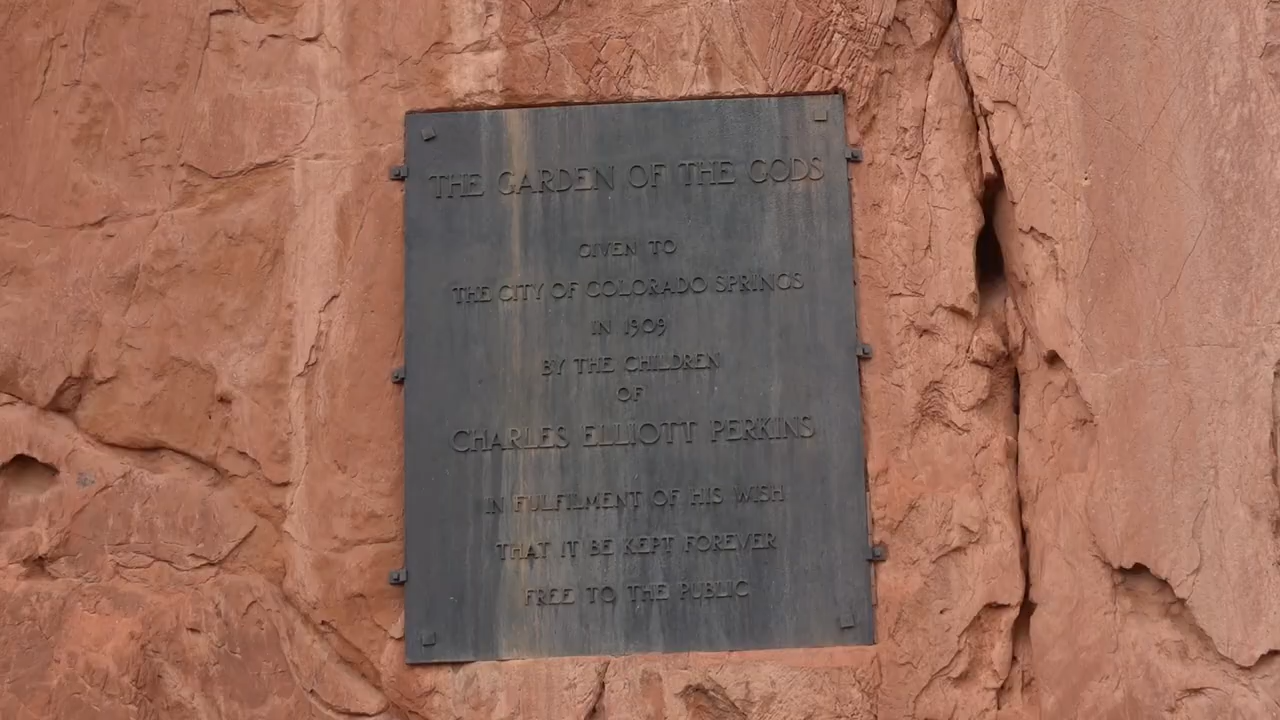 THE GARDEN OF THE GODS
GIVEN TO
THE CITY OF COLORADO SPRINGS
IN 1909
BY THE CHILDREN
OF
CHARLES ELLIOTT PERKINS
IN FULFILMENT OF HIS WISH
THAT IT BE KEPT FOREVER
FREE TO THE PUBLIC